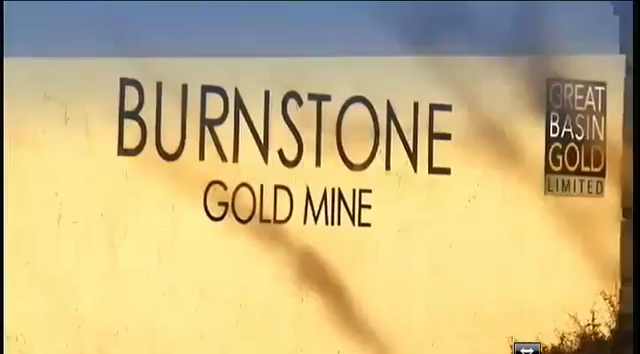 BURNSTONE
GOLD MINE
GREAT
BASIN
GOLD
LIMITED